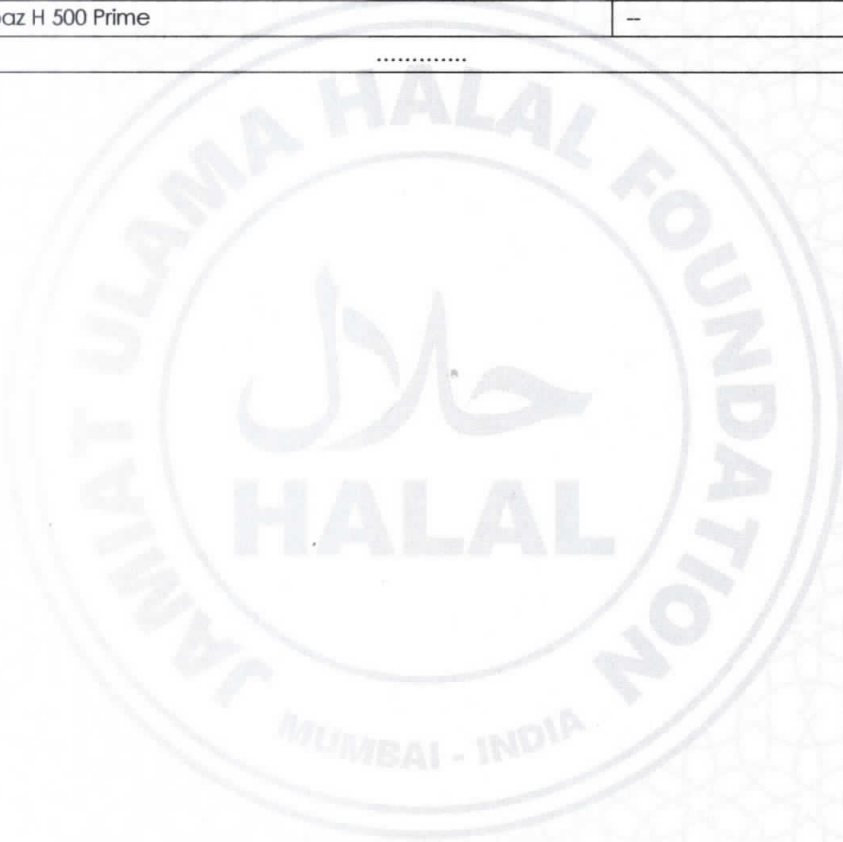 az H 500 Prime --
.............
JAMIAT ULAMA HALAL FOUNDATION
حلال
HALAL
MUMBAI - INDIA